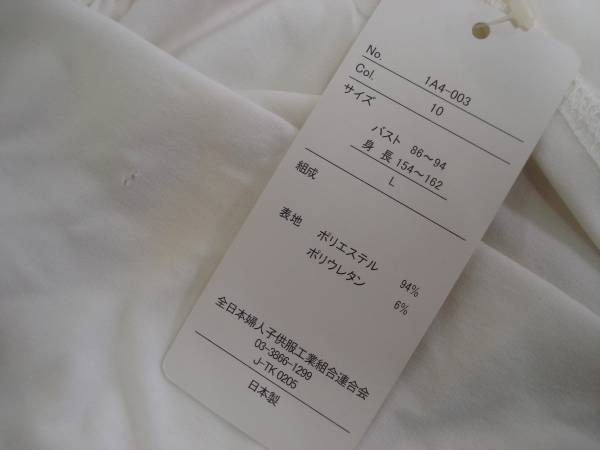 No. 1A4-003
Col. 10
サイズ
バスト 86〜94
身長 154〜162
L
組成
表地 ポリエステル 94%
ポリウレタン 6%
全日本婦人子供服工業組合連合会
03-3866-1299
J-TK 0205
日本製